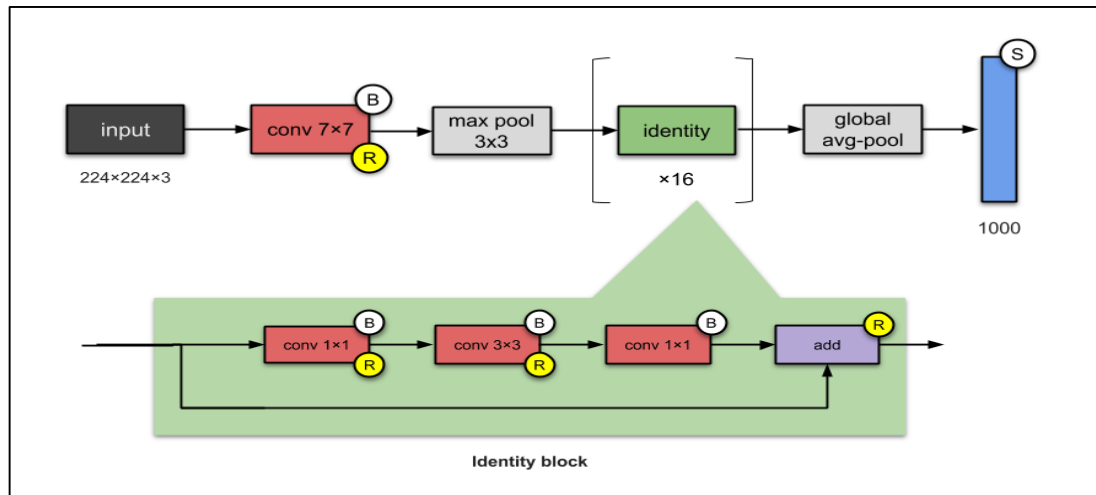 S
B
input
conv 7×7
max pool
3x3
identity
global
avg-pool
R
224×224×3
×16
1000
B
B
B
R
conv 1×1
conv 3×3
conv 1×1
add
R
R
Identity block